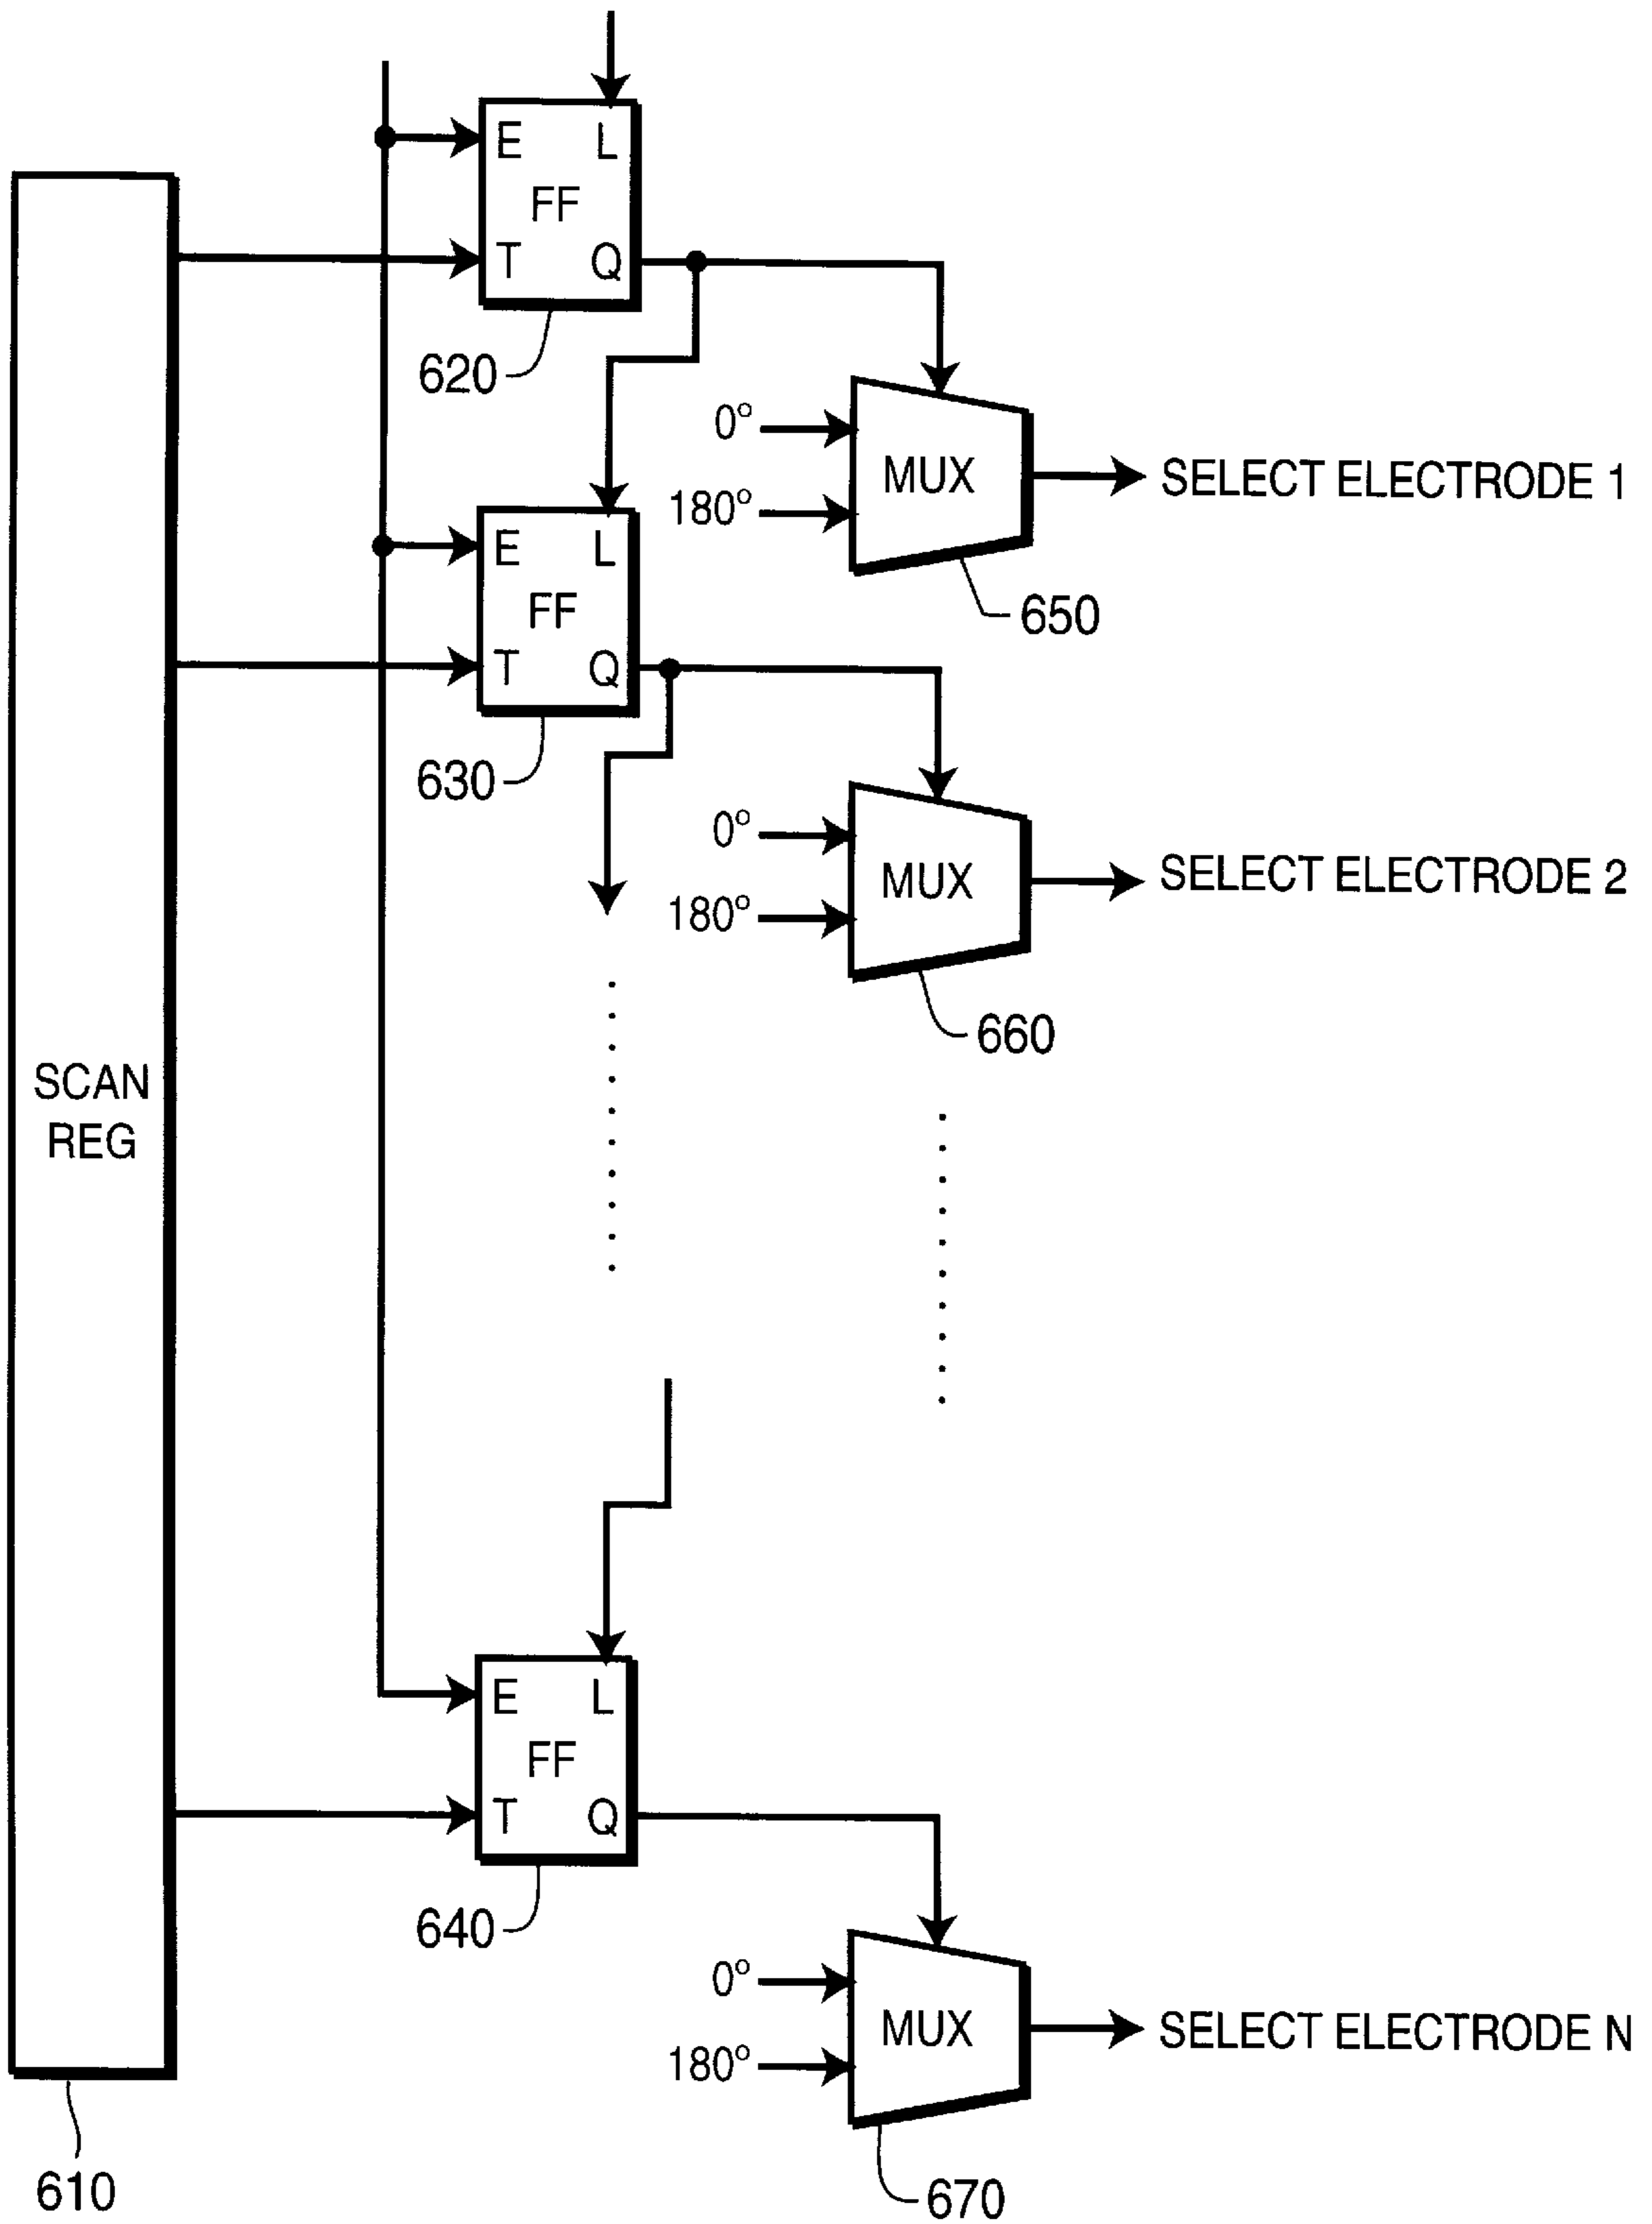 E L
FF
T Q
620
0°
MUX
180°
SELECT ELECTRODE 1
650
E L
FF
T Q
630
0°
MUX
180°
SELECT ELECTRODE 2
660
SCAN
REG
610
E L
FF
T Q
640
0°
MUX
180°
SELECT ELECTRODE N
670